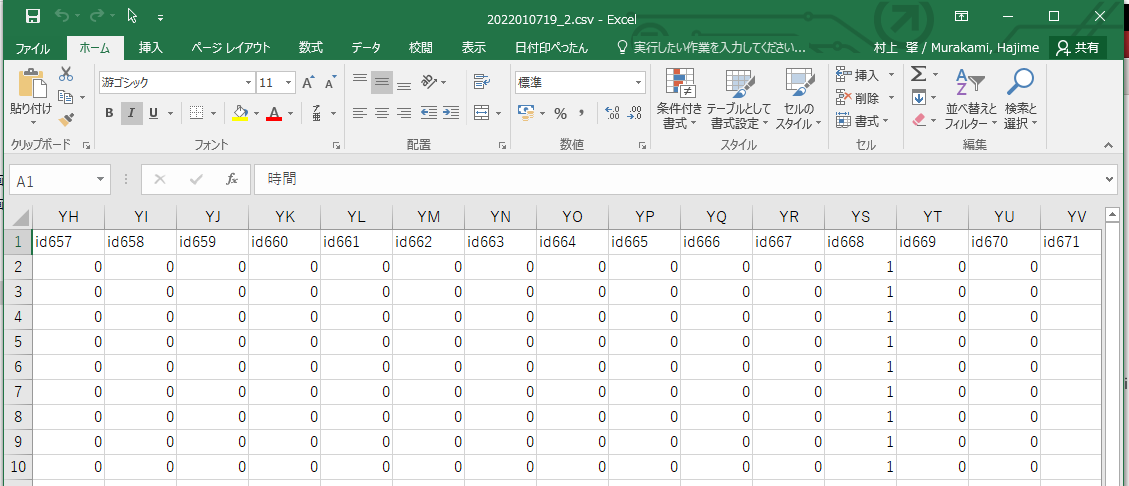 2022010719_2.csv - Excel
ファイル ホーム 挿入 ページ レイアウト 数式 データ 校閲 表示 日付印ぺったん 実行したい作業を入力してください... 村上 肇 / Murakami, Hajime 共有
貼り付け
クリップボード
游ゴシック 11 A A
B I U A
フォント
配置
標準
% ,
数値
条件付き書式 テーブルとして書式設定 セルのスタイル
スタイル
挿入
削除
書式
セル
並べ替えとフィルター 検索と選択
編集
A1 fx 時間
YH YI YJ YK YL YM YN YO YP YQ YR YS YT YU YV
1 id657 id658 id659 id660 id661 id662 id663 id664 id665 id666 id667 id668 id669 id670 id671
2 0 0 0 0 0 0 0 0 0 0 0 1 0 0
3 0 0 0 0 0 0 0 0 0 0 0 1 0 0
4 0 0 0 0 0 0 0 0 0 0 0 1 0 0
5 0 0 0 0 0 0 0 0 0 0 0 1 0 0
6 0 0 0 0 0 0 0 0 0 0 0 1 0 0
7 0 0 0 0 0 0 0 0 0 0 0 1 0 0
8 0 0 0 0 0 0 0 0 0 0 0 1 0 0
9 0 0 0 0 0 0 0 0 0 0 0 1 0 0
10 0 0 0 0 0 0 0 0 0 0 0 1 0 0